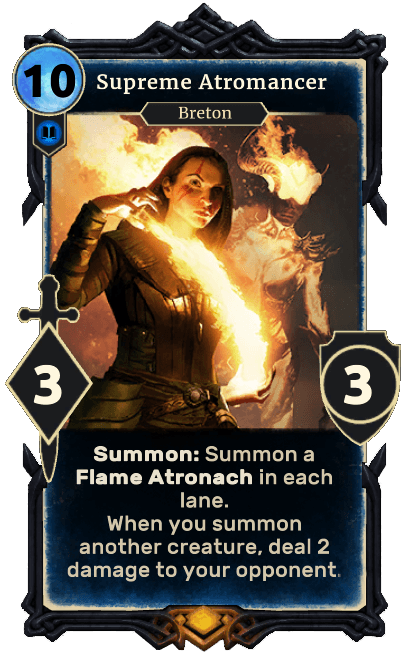 10
Supreme Atromancer
Breton
3
3
Summon: Summon a
Flame Atronach in each
lane.
When you summon
another creature, deal 2
damage to your opponent.